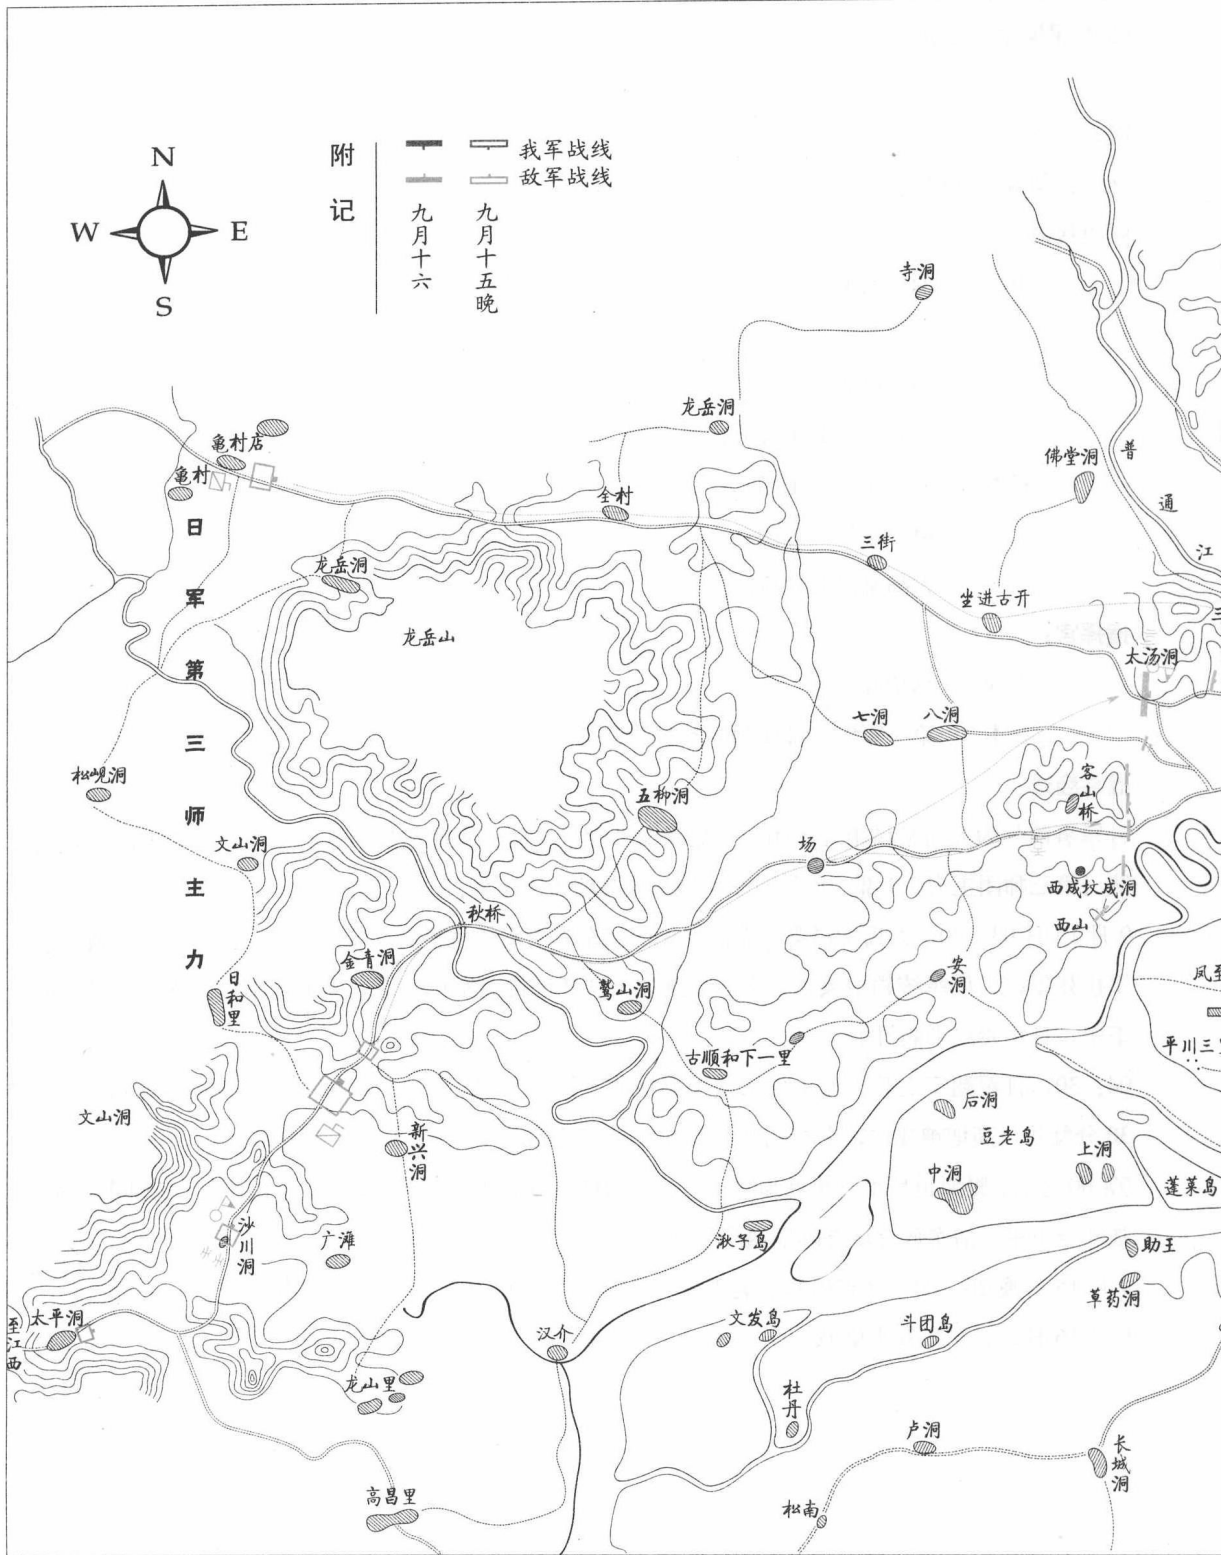 N
W
E
S
附记
我军战线
敌军战线
九月十六
九月十五晚
寺洞
龙岳洞
亀村店
亀村
佛堂洞
普通江
全村
三街
龙岳洞
坐进古开
龙岳山
太汤洞
日军第三师主力
七洞
八洞
松岘洞
客山桥
五柳洞
文山洞
场
西成坟成洞
秋桥
西山
金青洞
日和里
鹫山洞
安洞
凤至
平川三里
古顺和下一里
后洞
文山洞
新兴洞
豆老岛
上洞
中洞
蓬莱岛
沙川洞
广滩
湫子岛
助王
草药洞
太平洞
至江西
汉介
文发岛
斗团岛
龙山里
杜丹
卢洞
长城洞
高昌里
松南